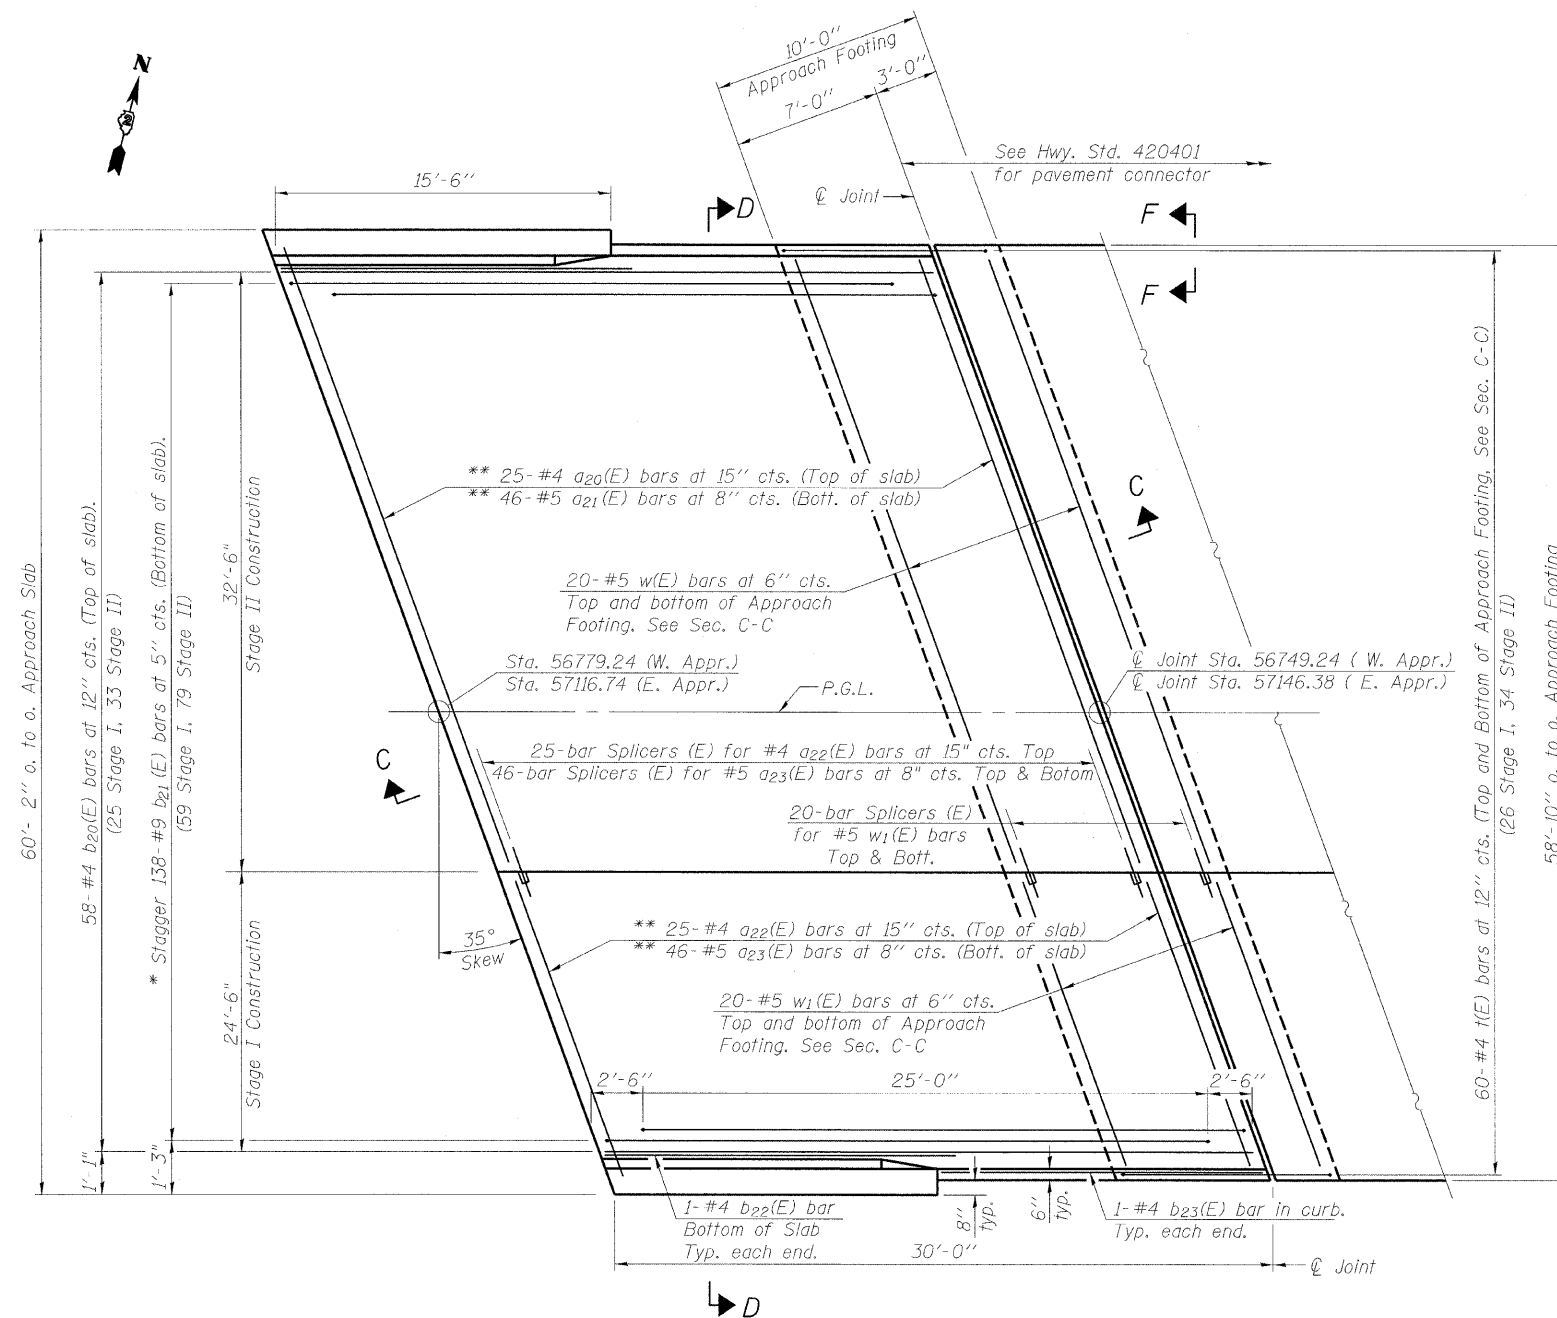 N
10'-0"
Approach Footing
3'-0"
7'-0"
See Hwy. Std. 420401
for pavement connector
15'-6"
℄ Joint
D
F
F
60'- 2" o. to o. Approach Slab
58-#4 b20(E) bars at 12" cts. (Top of slab).
(25 Stage I, 33 Stage II)
* Stagger 138-#9 b21 (E) bars at 5" cts. (Bottom of slab).
(59 Stage I, 79 Stage II)
32'-6"
Stage II Construction
** 25-#4 a20(E) bars at 15" cts. (Top of slab)
** 46-#5 a21(E) bars at 8" cts. (Bott. of slab)
C
20-#5 w(E) bars at 6" cts.
Top and bottom of Approach
Footing. See Sec. C-C
Sta. 56779.24 (W. Appr.)
Sta. 57116.74 (E. Appr.)
P.G.L.
℄ Joint Sta. 56749.24 ( W. Appr.)
℄ Joint Sta. 57146.38 ( E. Appr.)
60-#4 t(E) bars at 12" cts. (Top and Bottom of Approach Footing, See Sec. C-C)
(26 Stage I, 34 Stage II)
58'-10" o. to o. Approach Footing
C
25-bar Splicers (E) for #4 a22(E) bars at 15" cts. Top
46-bar Splicers (E) for #5 a23(E) bars at 8" cts. Top & Botom
20-bar Splicers (E)
for #5 w1(E) bars
Top & Bott.
24'-6"
Stage I Construction
35°
Skew
** 25-#4 a22(E) bars at 15" cts. (Top of slab)
** 46-#5 a23(E) bars at 8" cts. (Bott. of slab)
20-#5 w1(E) bars at 6" cts.
Top and bottom of Approach
Footing. See Sec. C-C
2'-6"
25'-0"
2'-6"
1'-1"
1'-3"
1-#4 b22(E) bar
Bottom of Slab
Typ. each end.
8"
typ.
6"
typ.
1-#4 b23(E) bar in curb.
Typ. each end.
30'-0"
℄ Joint
D